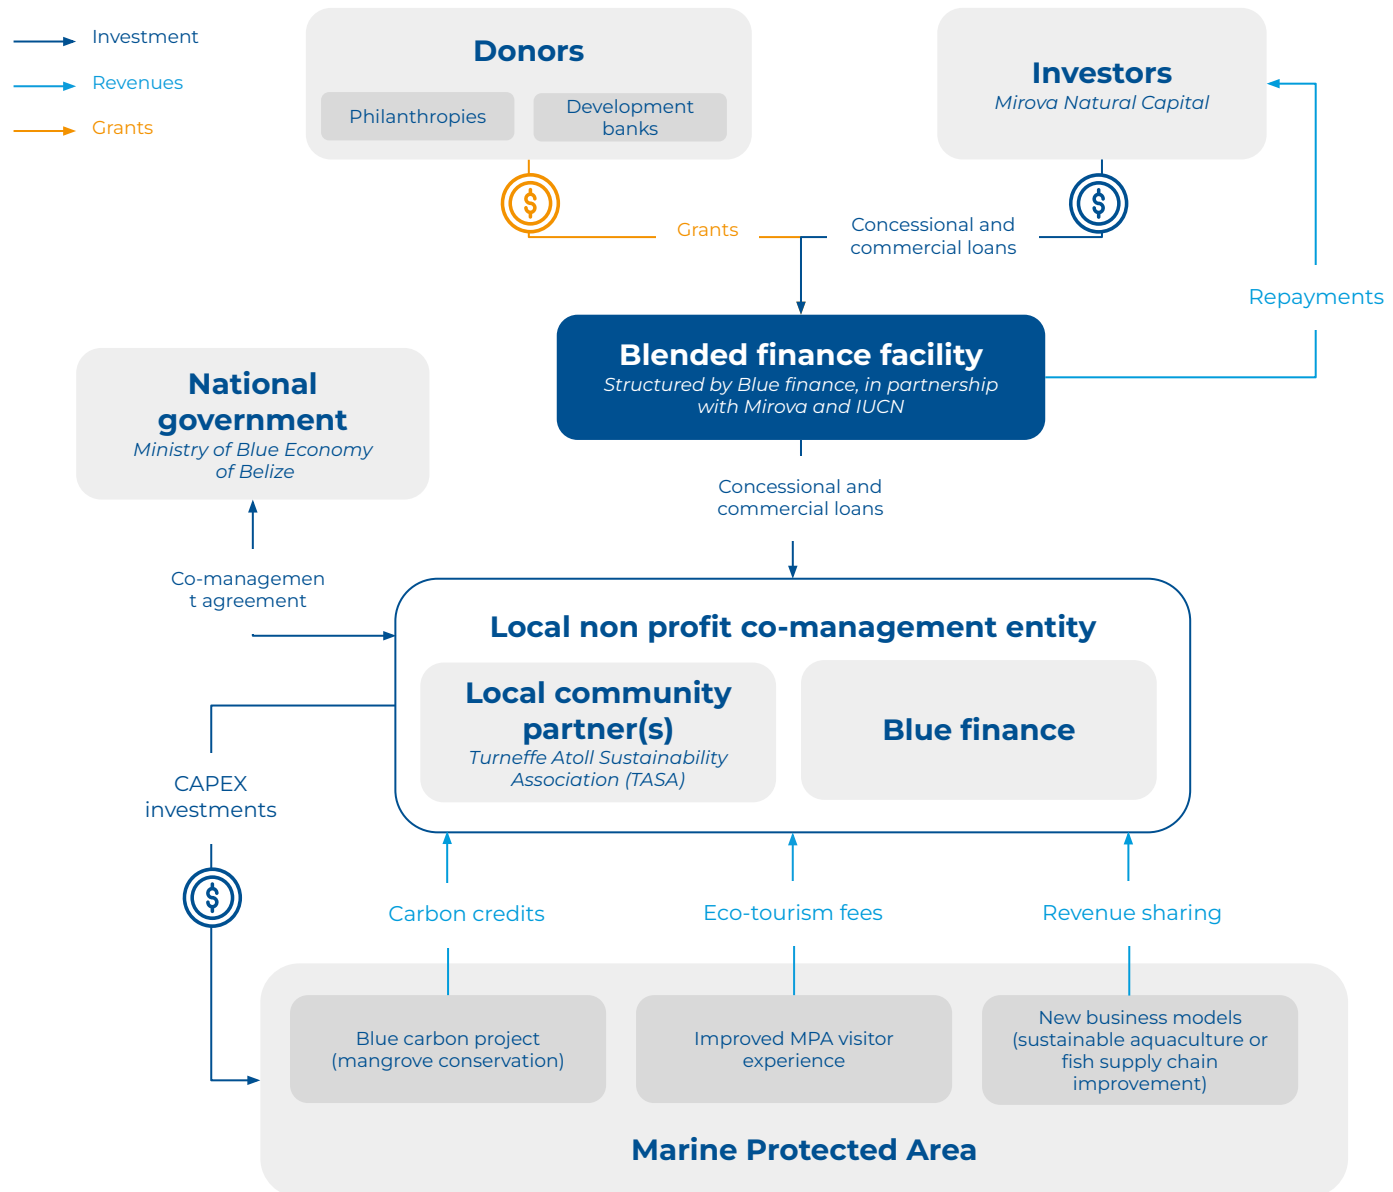 Investment
Revenues
Grants
Donors
Philanthropies
Development
banks
Investors
Mirova Natural Capital
$
$
Grants
Concessional and
commercial loans
Repayments
Blended finance facility
Structured by Blue finance, in partnership
with Mirova and IUCN
National
government
Ministry of Blue Economy
of Belize
Concessional and
commercial loans
Co-managemen
t agreement
Local non profit co-management entity
Local community
partner(s)
Turneffe Atoll Sustainability
Association (TASA)
Blue finance
CAPEX
investments
$
Carbon credits
Eco-tourism fees
Revenue sharing
Blue carbon project
(mangrove conservation)
Improved MPA visitor
experience
New business models
(sustainable aquaculture or
fish supply chain
improvement)
Marine Protected Area